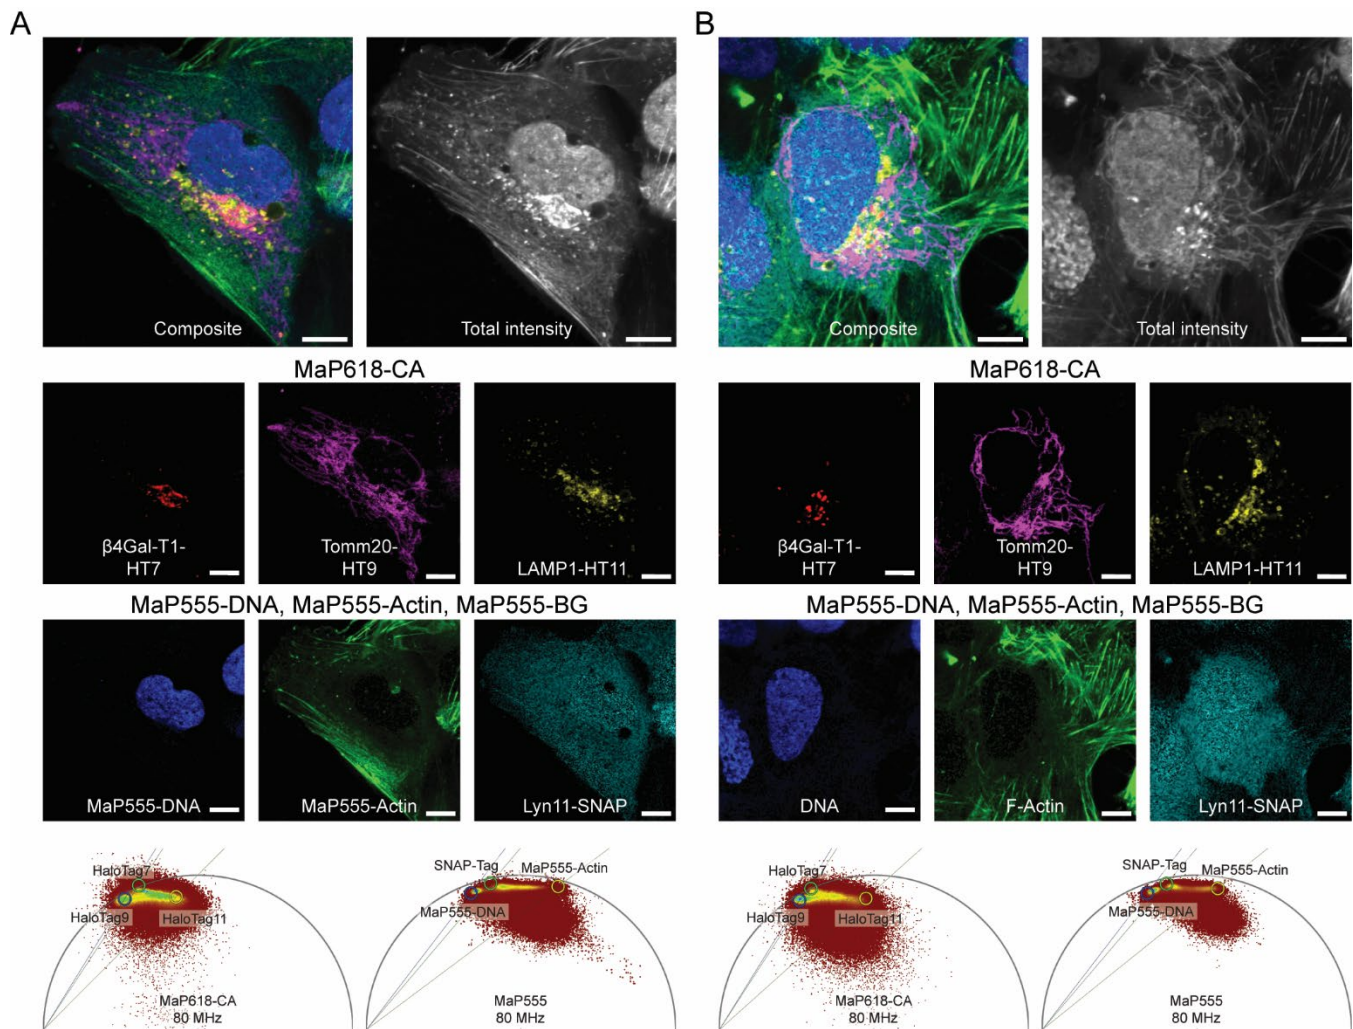 A
B
Composite
Total intensity
Composite
Total intensity
MaP618-CA
MaP618-CA
β4Gal-T1-
HT7
Tomm20-
HT9
LAMP1-HT11
β4Gal-T1-
HT7
Tomm20-
HT9
LAMP1-HT11
MaP555-DNA, MaP555-Actin, MaP555-BG
MaP555-DNA, MaP555-Actin, MaP555-BG
MaP555-DNA
MaP555-Actin
Lyn11-SNAP
DNA
F-Actin
Lyn11-SNAP
HaloTag7
HaloTag9
HaloTag11
MaP618-CA
80 MHz
SNAP-Tag
MaP555-Actin
MaP555-DNA
MaP555
80 MHz
HaloTag7
HaloTag9
HaloTag11
MaP618-CA
80 MHz
SNAP-Tag
MaP555-Actin
MaP555-DNA
MaP555
80 MHz